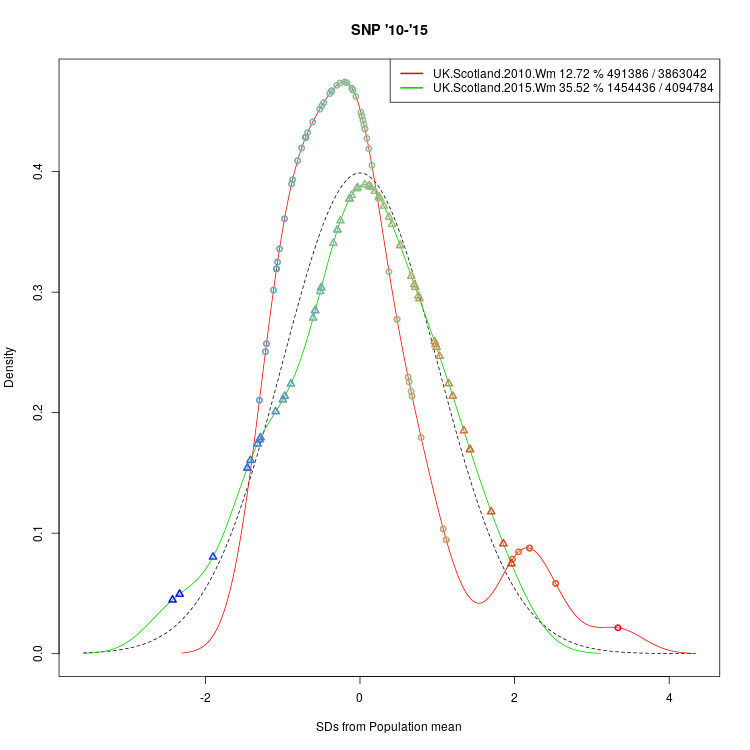 SNP '10-'15
UK.Scotland.2010.Wm 12.72 % 491386 / 3863042
UK.Scotland.2015.Wm 35.52 % 1454436 / 4094784
Density
0.4
0.3
0.2
0.1
0.0
-2 0 2 4
SDs from Population mean